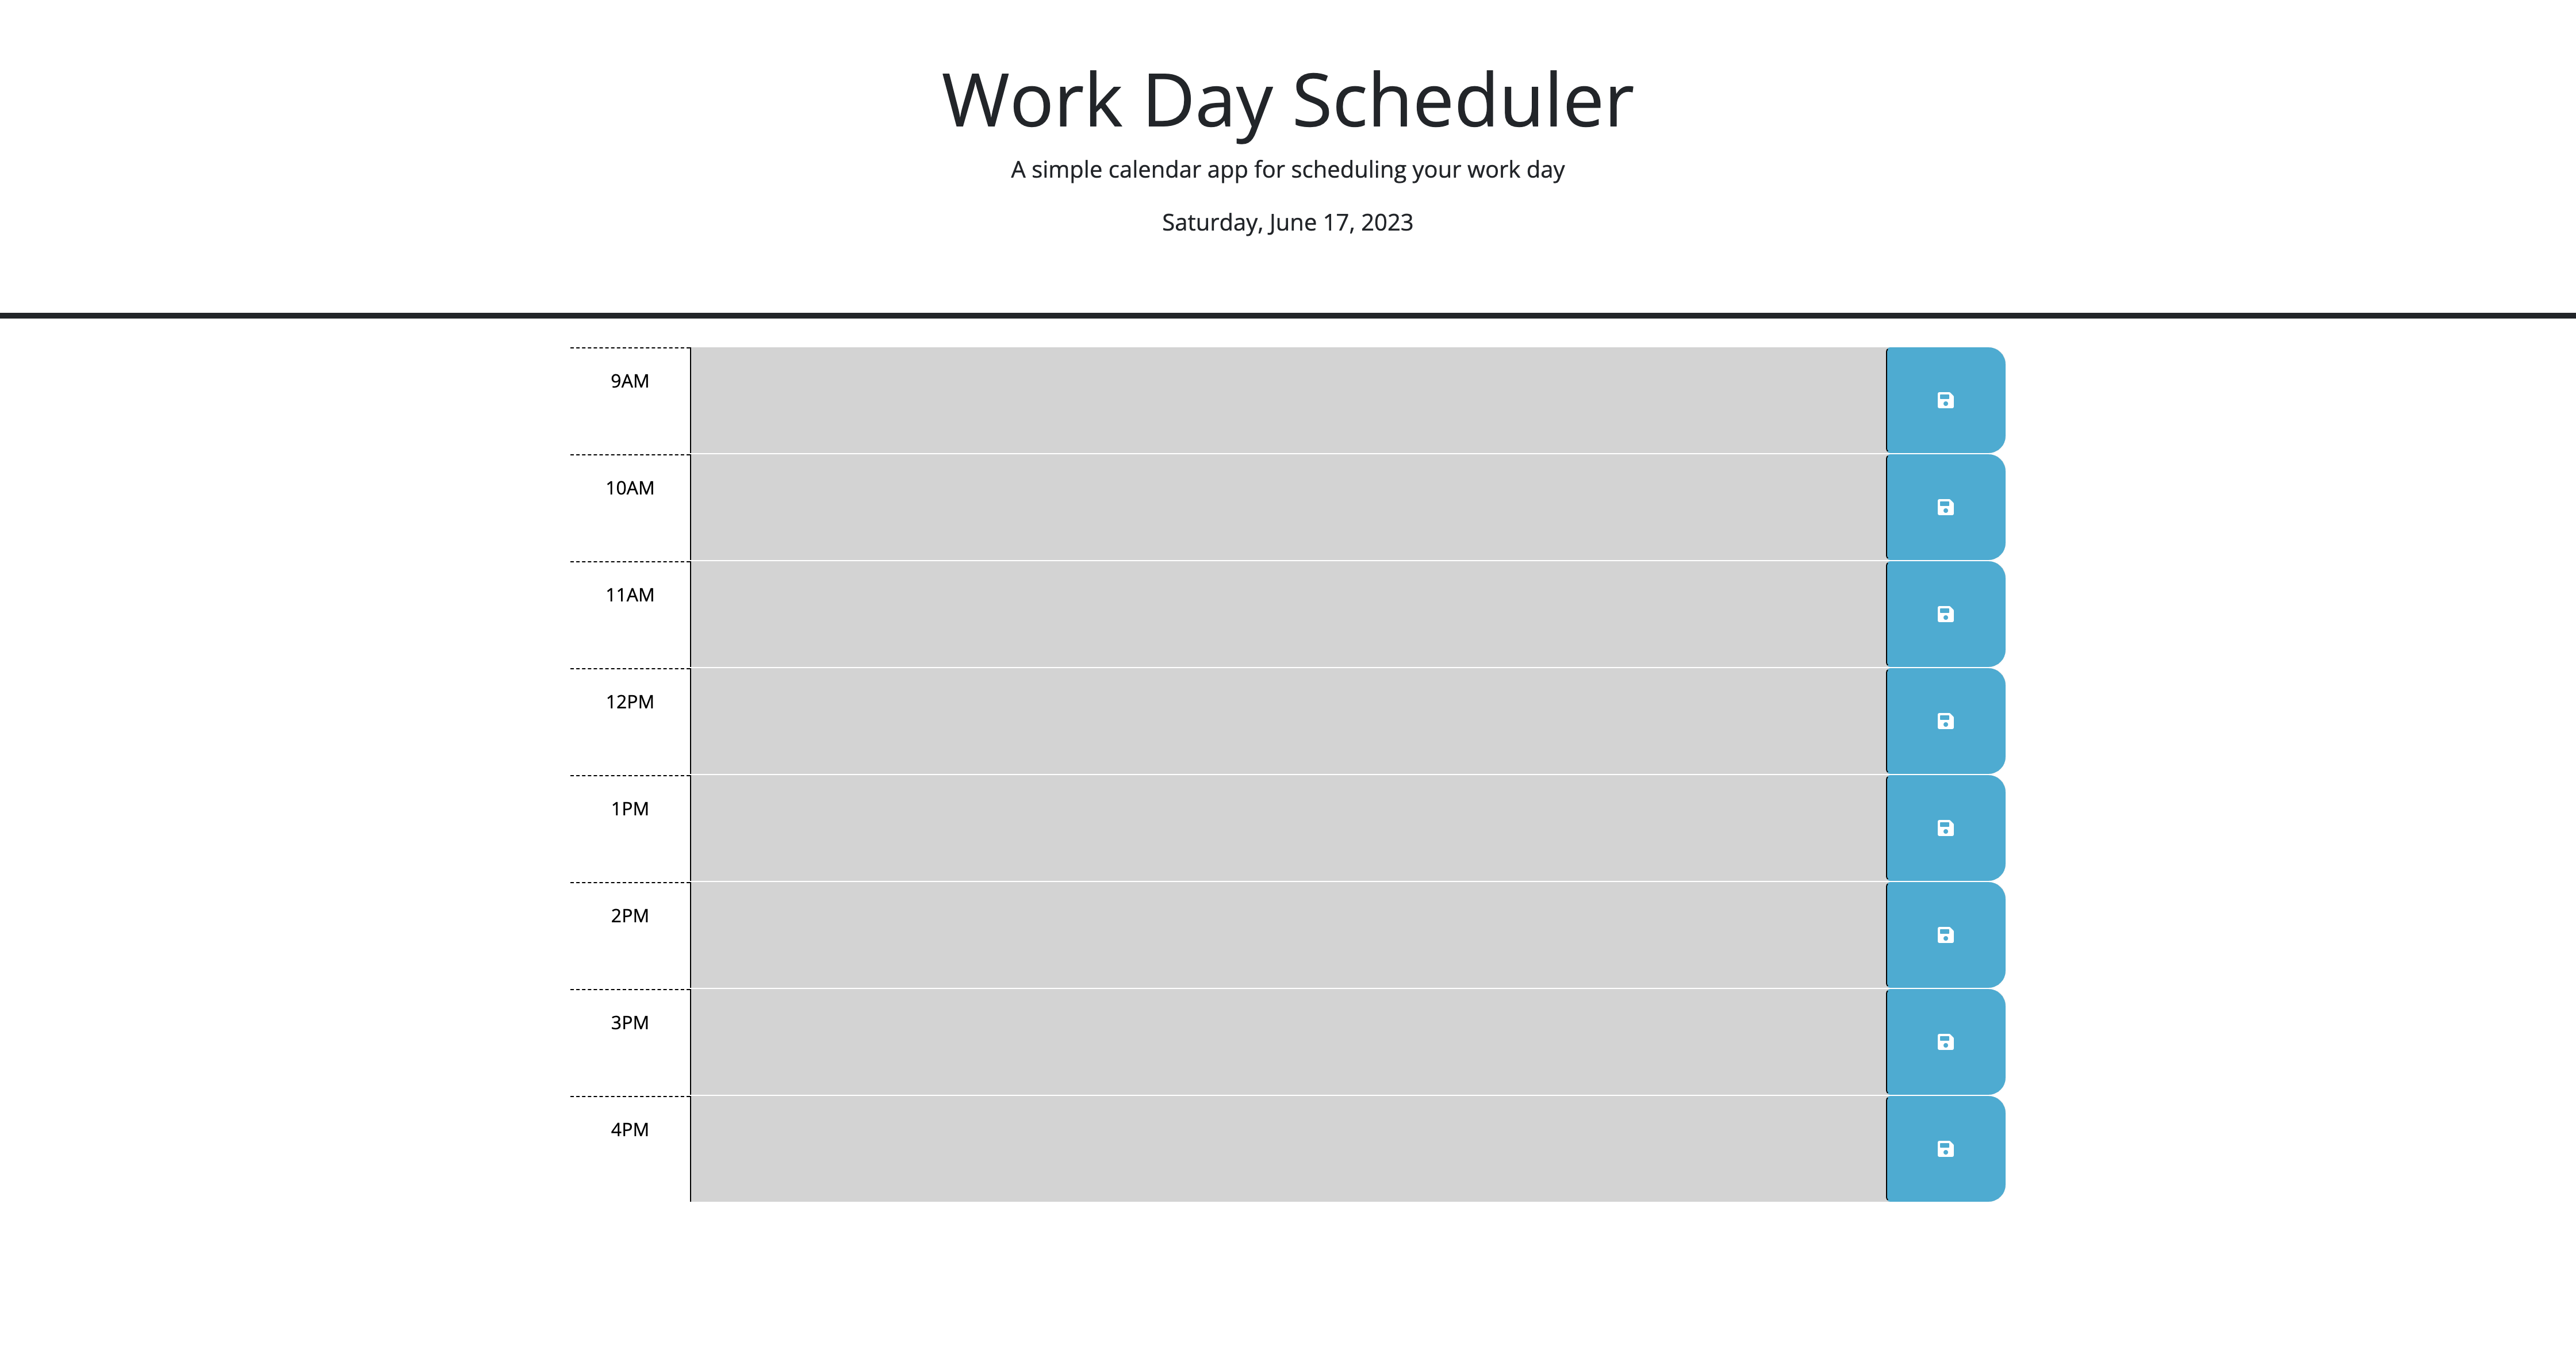 Work Day Scheduler
A simple calendar app for scheduling your work day
Saturday, June 17, 2023
9AM
10AM
11AM
12PM
1PM
2PM
3PM
4PM